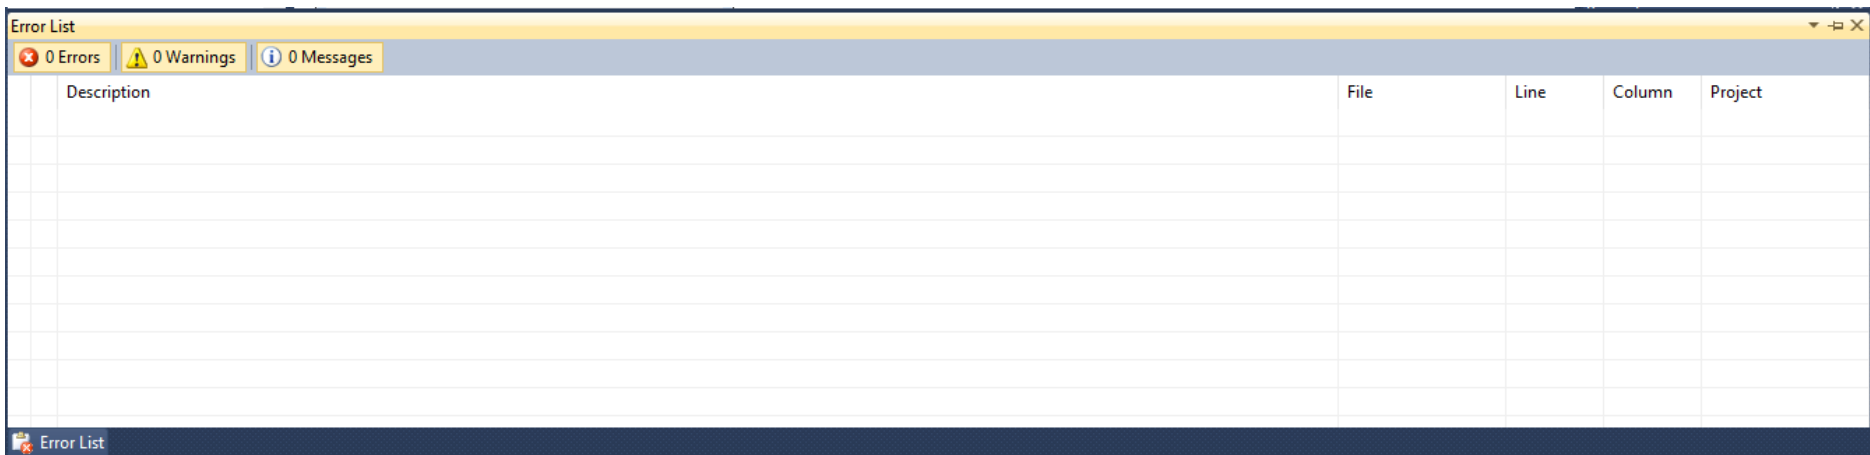 Error List
0 Errors 0 Warnings 0 Messages
Description File Line Column Project
Error List